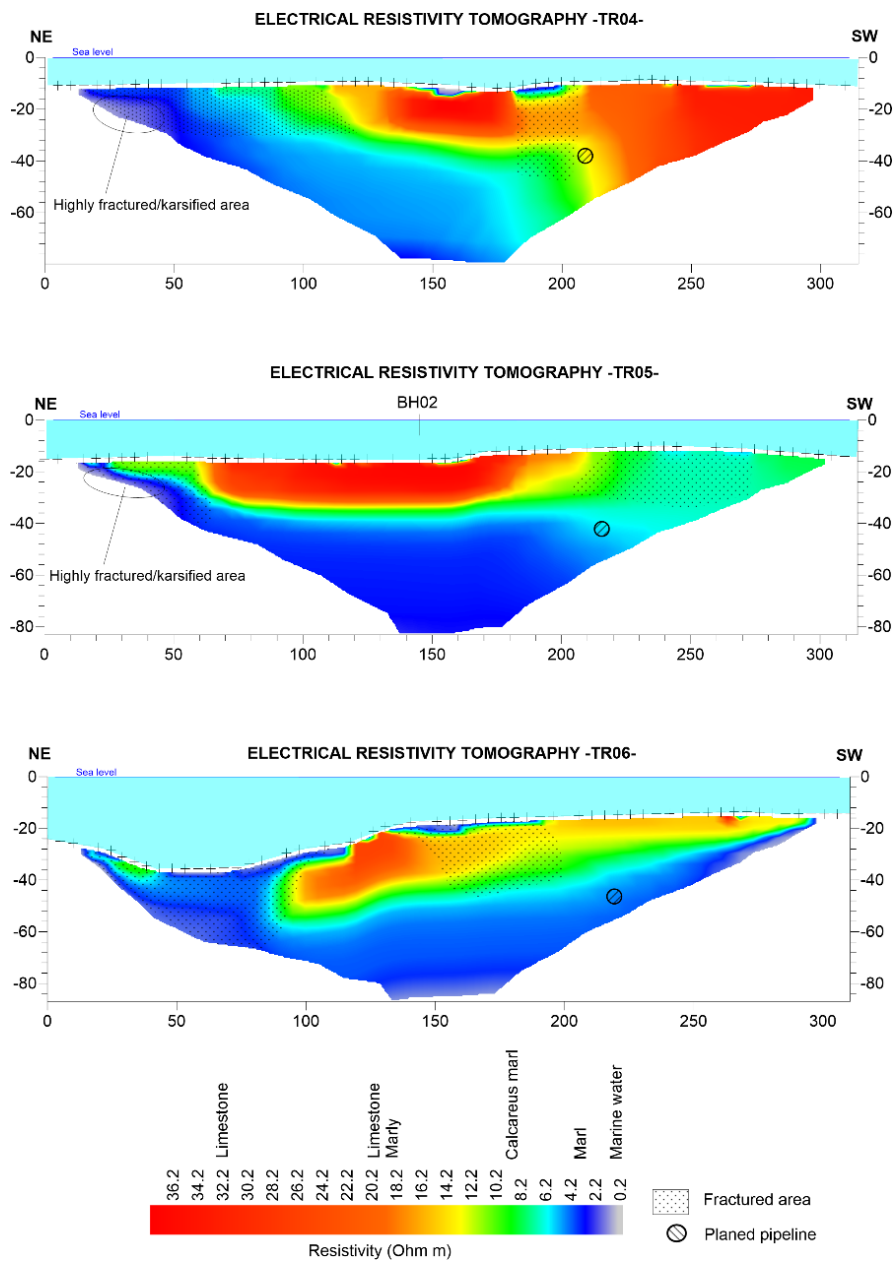 ELECTRICAL RESISTIVITY TOMOGRAPHY -TR04-
NE
SW
Sea level
0
-20
-40
-60
0
-20
-40
-60
Highly fractured/karsified area
0
50
100
150
200
250
300
ELECTRICAL RESISTIVITY TOMOGRAPHY -TR05-
NE
BH02
SW
Sea level
0
-20
-40
-60
-80
0
-20
-40
-60
-80
Highly fractured/karsified area
0
50
100
150
200
250
300
ELECTRICAL RESISTIVITY TOMOGRAPHY -TR06-
NE
SW
Sea level
0
-20
-40
-60
-80
0
-20
-40
-60
-80
0
50
100
150
200
250
300
Limestone
Limestone
Marly
Calcareus marl
Marl
Marine water
36.2
34.2
32.2
30.2
28.2
26.2
24.2
22.2
20.2
18.2
16.2
14.2
12.2
10.2
8.2
6.2
4.2
2.2
0.2
Resistivity (Ohm m)
Fractured area
Planed pipeline